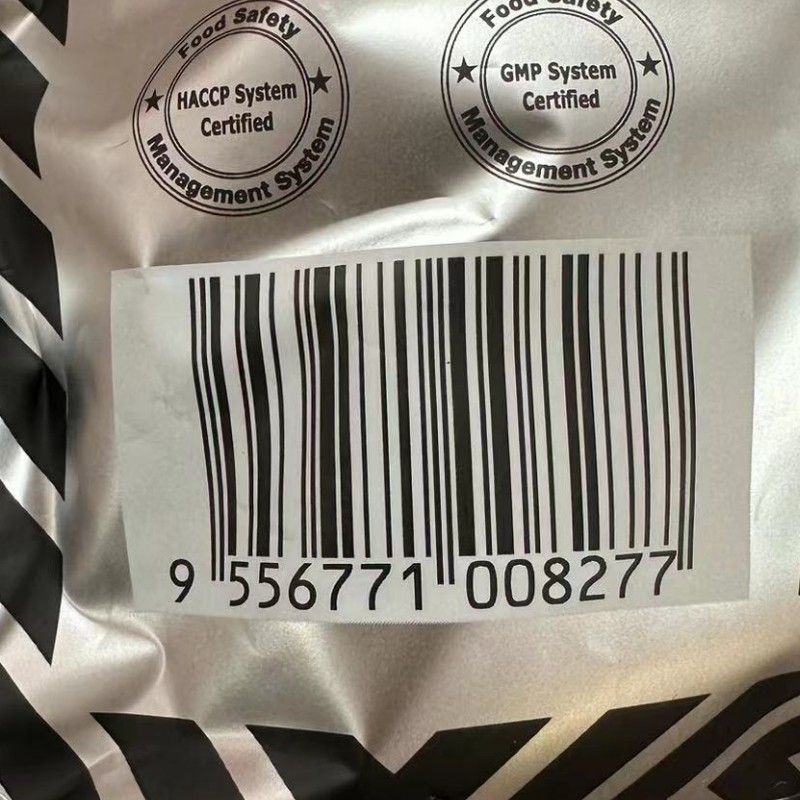 Food Safety
HACCP System
Certified
Management System
Food Safety
GMP System
Certified
Management System
9 556771 008277